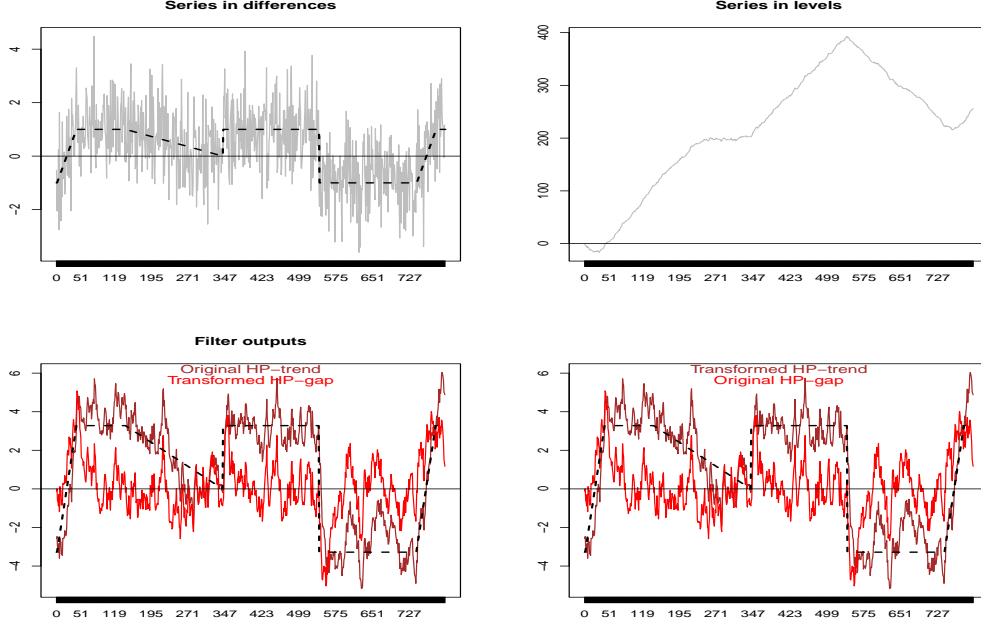 Series in differences
4
2
0
-2
0 51 119 195 271 347 423 499 575 651 727
Series in levels
400
300
200
100
0
0 51 119 195 271 347 423 499 575 651 727
Filter outputs
Original HP-trend
Transformed HP-gap
6
4
2
0
-2
-4
0 51 119 195 271 347 423 499 575 651 727
Transformed HP-trend
Original HP-gap
6
4
2
0
-2
-4
0 51 119 195 271 347 423 499 575 651 727